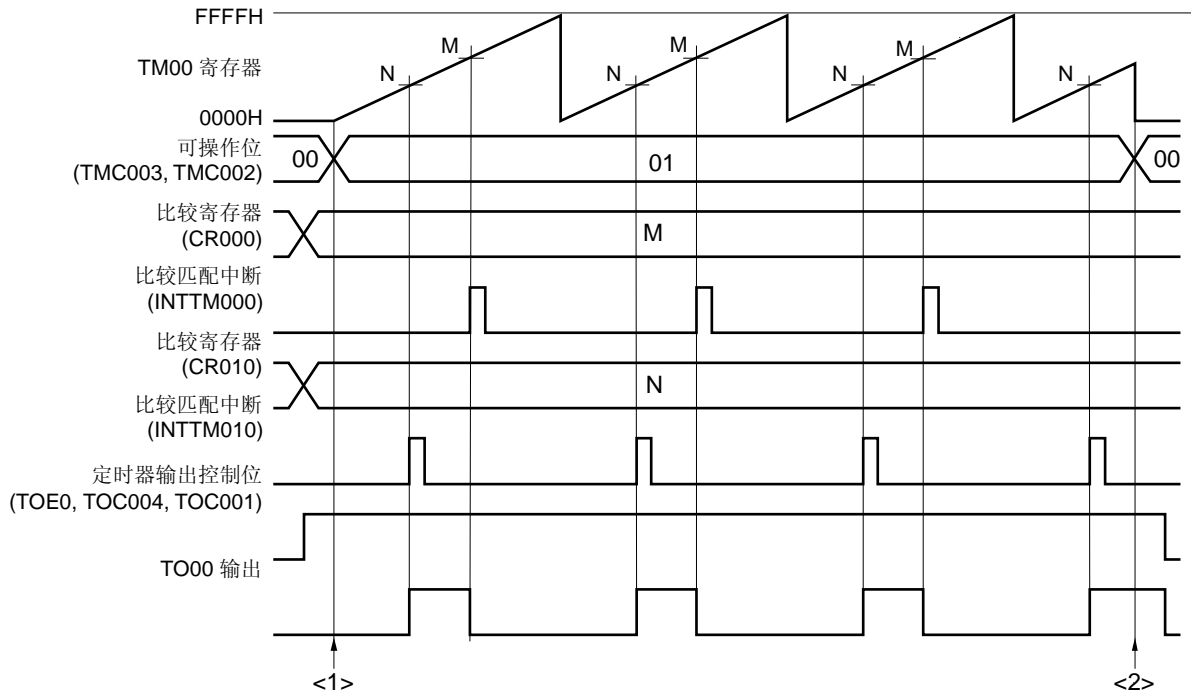 FFFFH
M
M
M
TM00 寄存器
N
N
N
N
0000H
可操作位
(TMC003, TMC002)
00
01
00
比较寄存器
(CR000)
M
比较匹配中断
(INTTM000)
比较寄存器
(CR010)
N
比较匹配中断
(INTTM010)
定时器输出控制位
(TOE0, TOC004, TOC001)
TO00 输出
<1>
<2>